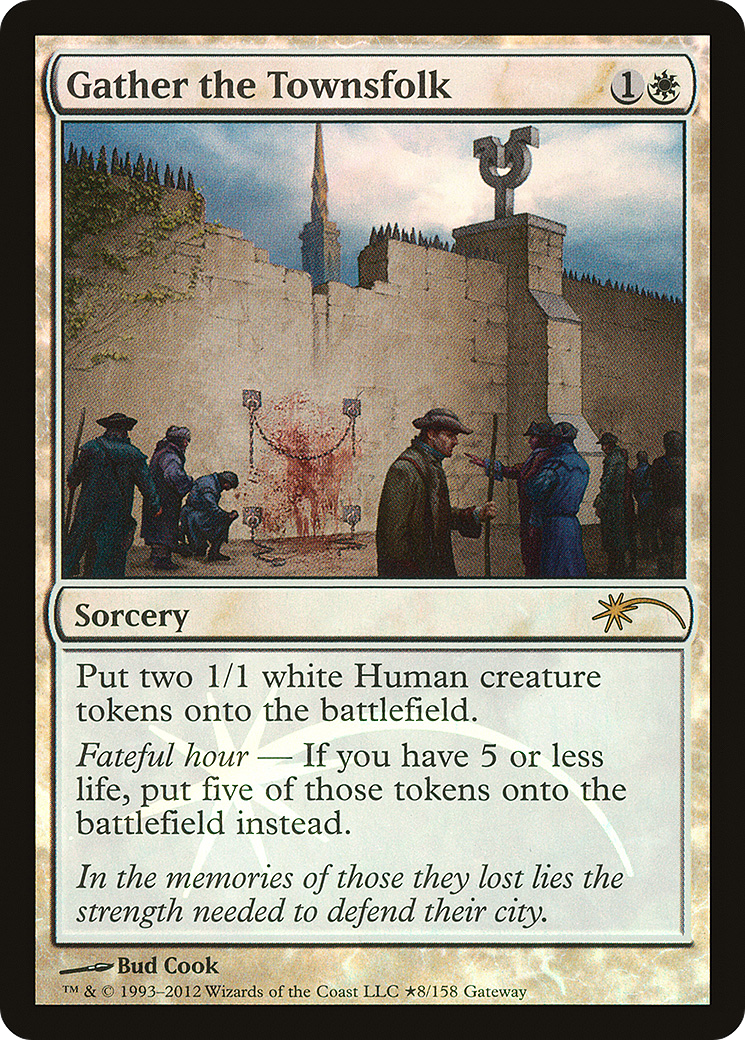 Gather the Townsfolk 1
Sorcery
Put two 1/1 white Human creature
tokens onto the battlefield.
Fateful hour — If you have 5 or less
life, put five of those tokens onto the
battlefield instead.
In the memories of those they lost lies the
strength needed to defend their city.
Bud Cook
™ & © 1993–2012 Wizards of the Coast LLC ★8/158 Gateway